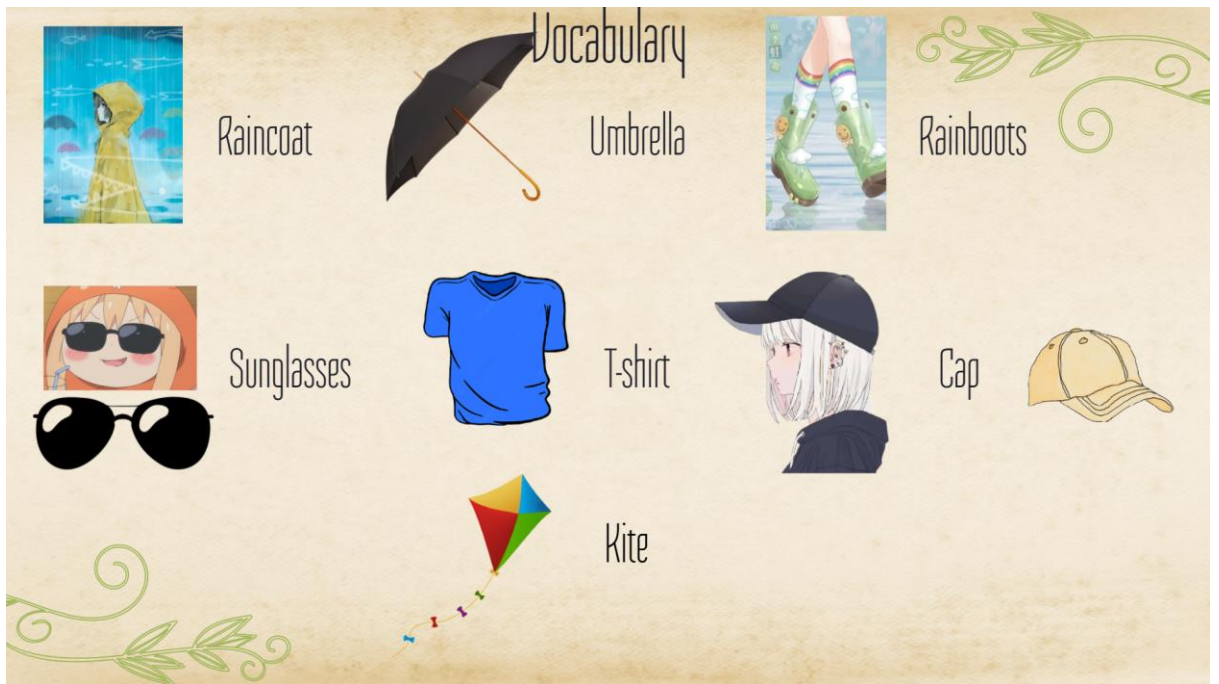 Vocabulary
Raincoat
Umbrella
Rainboots
Sunglasses
T-shirt
Cap
Kite